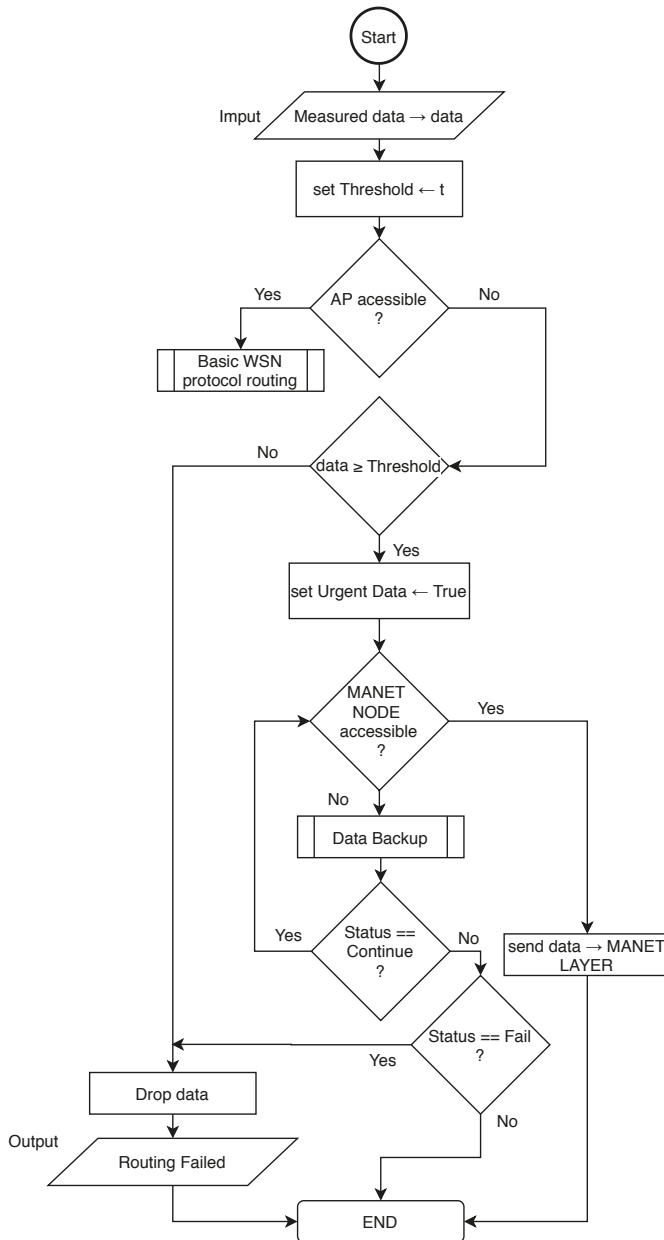 Start
Imput
Measured data → data
set Threshold ← t
AP acessible
?
Yes
No
Basic WSN
protocol routing
data ≥ Threshold
No
Yes
set Urgent Data ← True
MANET
NODE
accessible
?
Yes
No
Data Backup
Status ==
Continue
?
Yes
No
send data → MANET
LAYER
Status == Fail
?
Yes
No
Drop data
Output
Routing Failed
END